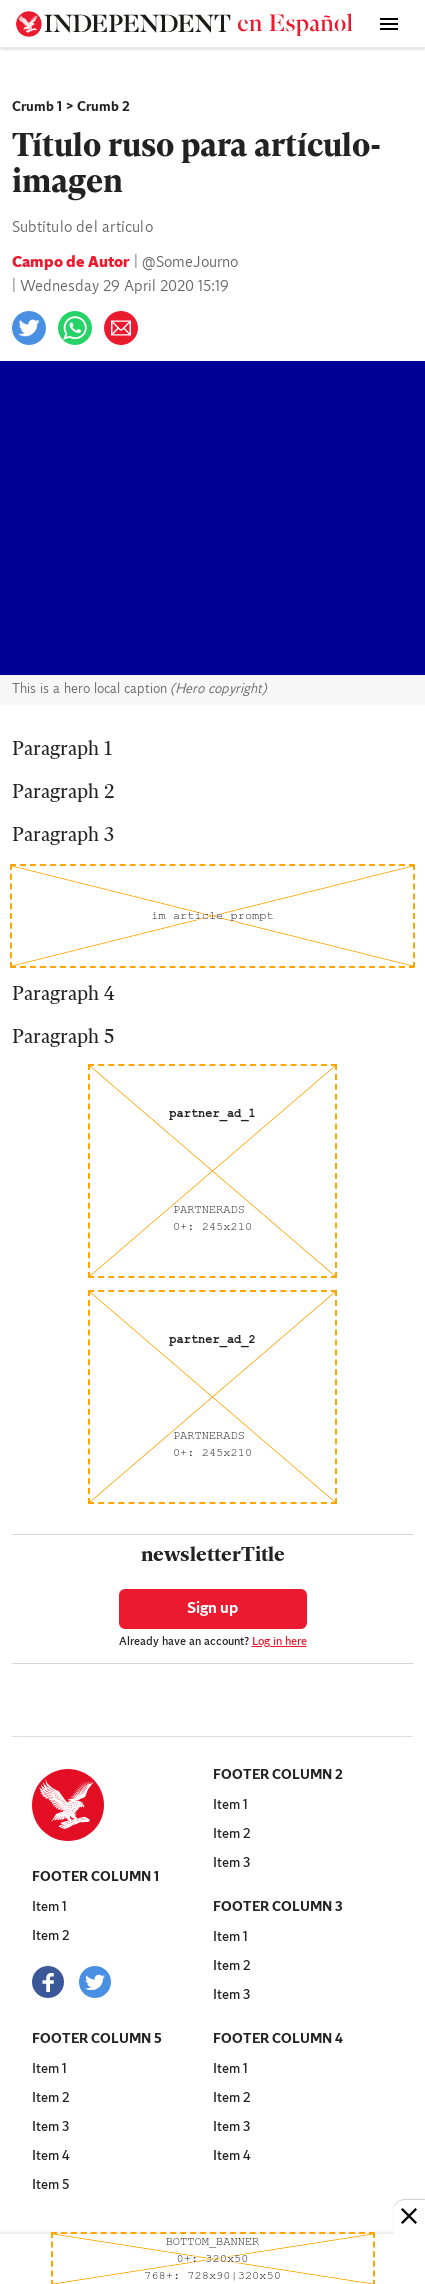 INDEPENDENT en Español
Crumb 1 > Crumb 2
Título ruso para artículo-
imagen
Subtítulo del artículo
Campo de Autor | @SomeJourno
| Wednesday 29 April 2020 15:19
This is a hero local caption (Hero copyright)
Paragraph 1
Paragraph 2
Paragraph 3
im article prompt
Paragraph 4
Paragraph 5
partner_ad_1
PARTNERADS
0+: 245x210
partner_ad_2
PARTNERADS
0+: 245x210
newsletterTitle
Sign up
Already have an account? Log in here
FOOTER COLUMN 1
Item 1
Item 2
FOOTER COLUMN 2
Item 1
Item 2
Item 3
FOOTER COLUMN 3
Item 1
Item 2
Item 3
FOOTER COLUMN 5
Item 1
Item 2
Item 3
Item 4
Item 5
FOOTER COLUMN 4
Item 1
Item 2
Item 3
Item 4
BOTTOM_BANNER
0+: 320x50
768+: 728x90|320x50